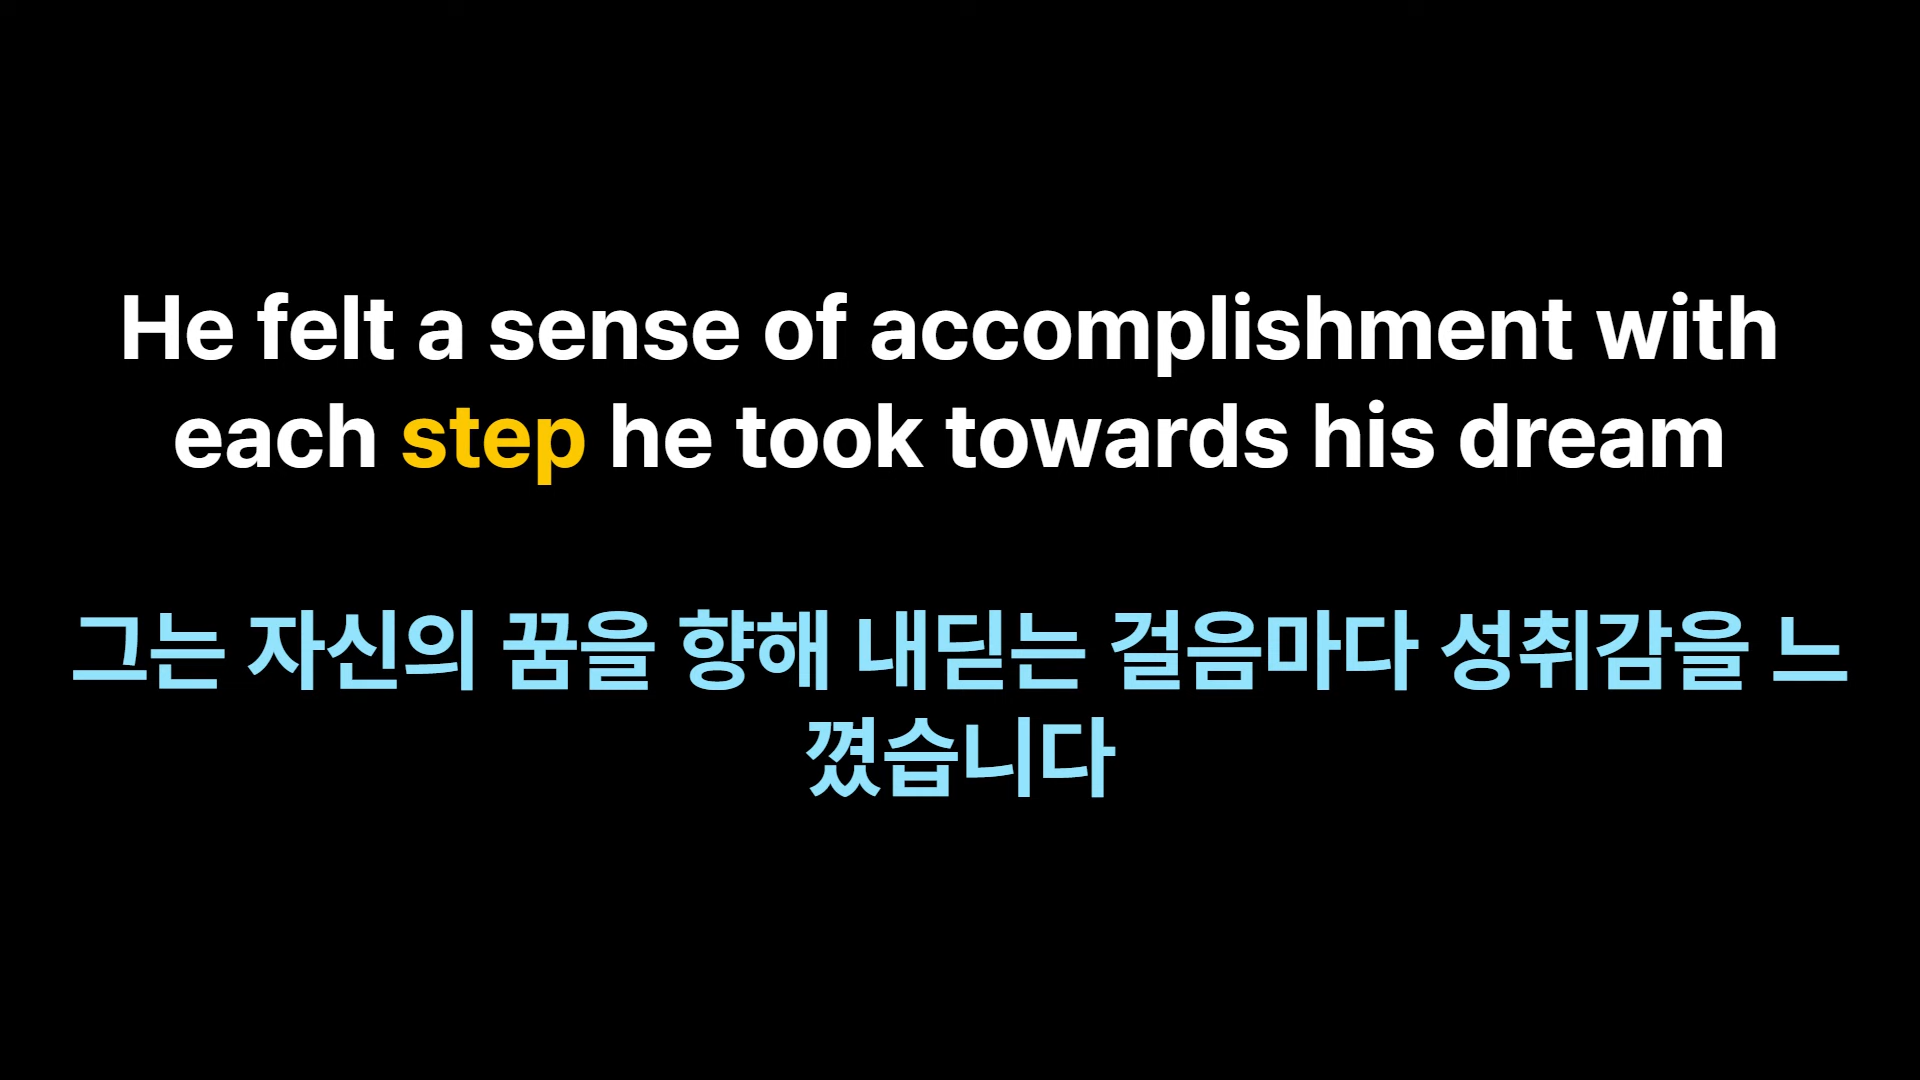 He felt a sense of accomplishment with
each step he took towards his dream
그는 자신의 꿈을 향해 내딛는 걸음마다 성취감을 느
꼈습니다